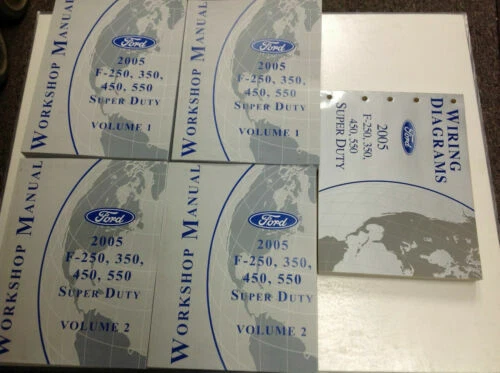 WORKSHOP MANUAL
Ford
2005
F-250, 350,
450, 550
SUPER DUTY
VOLUME 1
WORKSHOP MANUAL
Ford
2005
F-250, 350,
450, 550
SUPER DUTY
VOLUME 1
WIRING
DIAGRAMS
Ford
2005
F-250, 350,
450, 550
SUPER DUTY
WORKSHOP MANUAL
Ford
2005
F-250, 350,
450, 550
SUPER DUTY
VOLUME 2
WORKSHOP MANUAL
Ford
2005
F-250, 350,
450, 550
SUPER DUTY
VOLUME 2